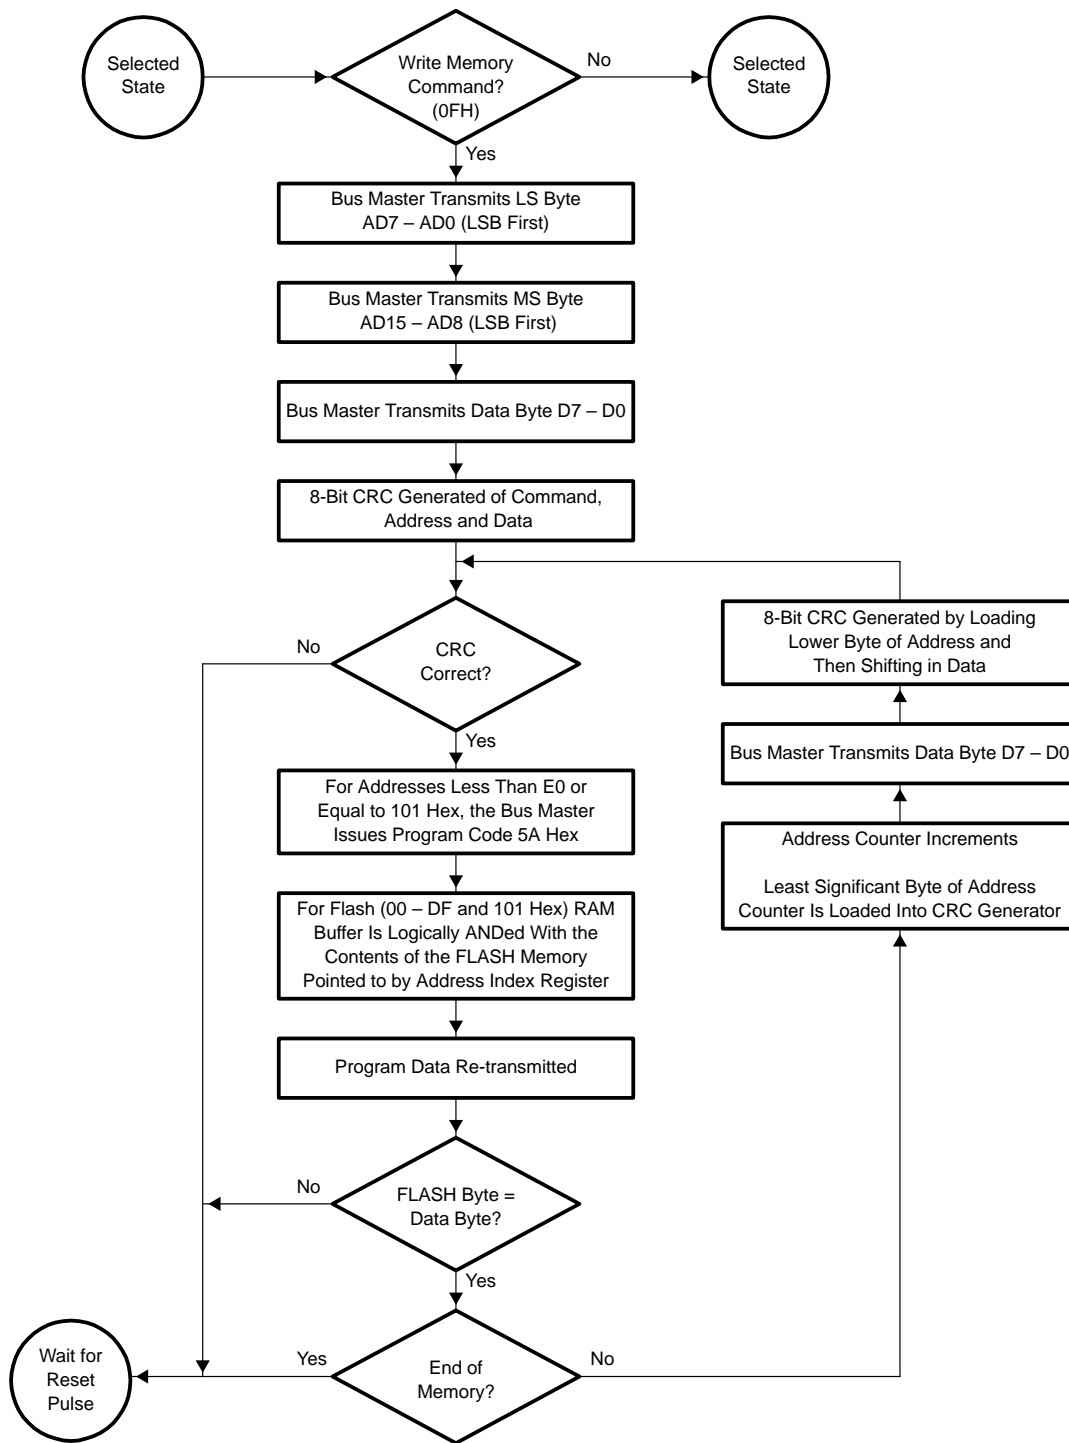 Selected
State
Write Memory
Command?
(0FH)
No
Selected
State
Yes
Bus Master Transmits LS Byte
AD7 – AD0 (LSB First)
Bus Master Transmits MS Byte
AD15 – AD8 (LSB First)
Bus Master Transmits Data Byte D7 – D0
8-Bit CRC Generated of Command,
Address and Data
No
CRC
Correct?
Yes
8-Bit CRC Generated by Loading
Lower Byte of Address and
Then Shifting in Data
Bus Master Transmits Data Byte D7 – D0
Address Counter Increments
Least Significant Byte of Address
Counter Is Loaded Into CRC Generator
For Addresses Less Than E0 or
Equal to 101 Hex, the Bus Master
Issues Program Code 5A Hex
For Flash (00 – DF and 101 Hex) RAM
Buffer Is Logically ANDed With the
Contents of the FLASH Memory
Pointed to by Address Index Register
Program Data Re-transmitted
No
FLASH Byte =
Data Byte?
Yes
Wait for
Reset
Pulse
Yes
End of
Memory?
No